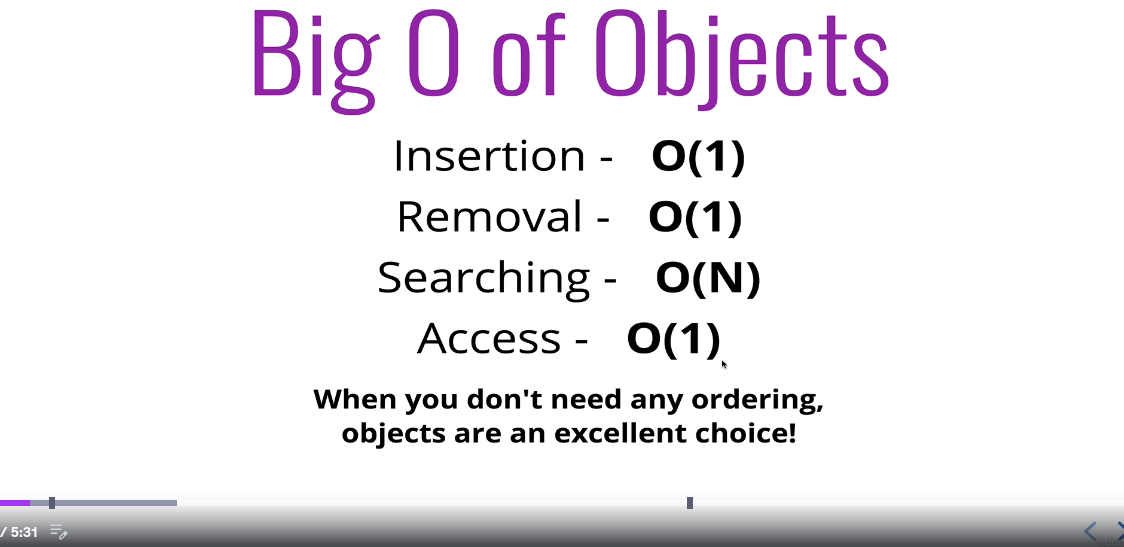 Big O of Objects
Insertion - O(1)
Removal - O(1)
Searching - O(N)
Access - O(1)
When you don't need any ordering,
objects are an excellent choice!
/ 5:31